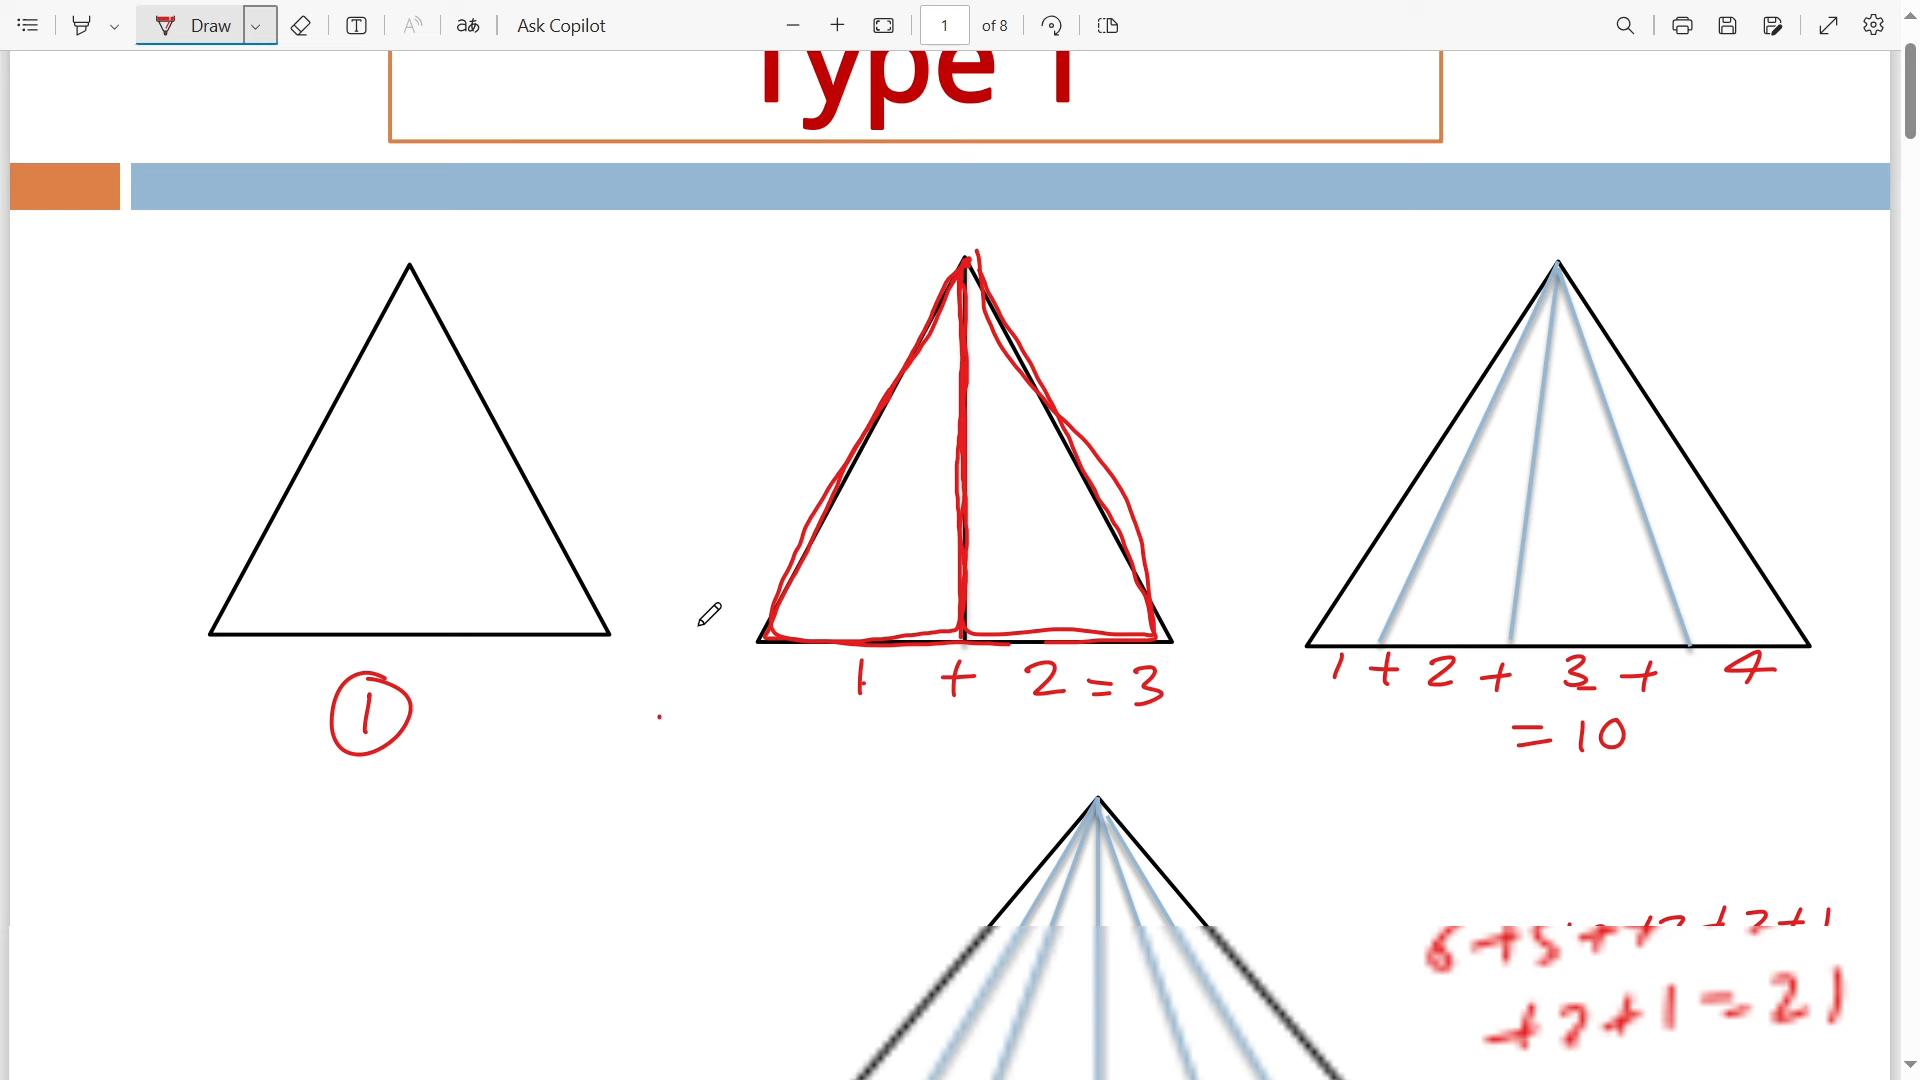 Draw
Ask Copilot
1 of 8
Type 1
1
1 + 2 = 3
1 + 2 + 3 + 4
= 10
+ 2 + 1 = 21